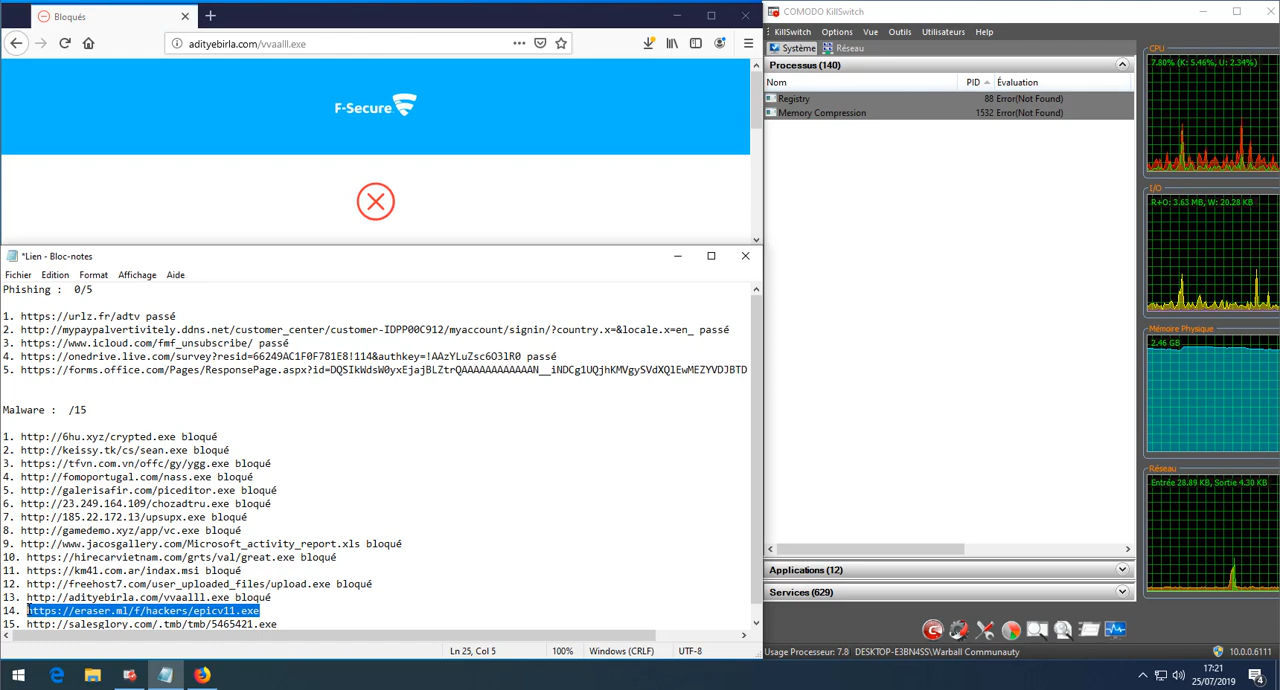 Bloqués
adityebirla.com/vvaalll.exe
F-Secure
*Lien - Bloc-notes
Fichier Edition Format Affichage Aide
Phishing :  0/5
1. https://urlz.fr/adtv passé
2. http://mypaypalvertivitely.ddns.net/customer_center/customer-IDPP00C912/myaccount/signin/?country.x=&locale.x=en_ passé
3. https://www.icloud.com/fmf_unsubscribe/ passé
4. https://onedrive.live.com/survey?resid=66249AC1F0F781E8!114&authkey=!AAzYLuZsc6O3lR0 passé
5. https://forms.office.com/Pages/ResponsePage.aspx?id=DQSIkWdsW0yxEjajBLZtrQAAAAAAAAAAAAN__iNDCg1UQjhKMVgySVdXQlEwMEZYVDJBTD
Malware :  /15
1. http://6hu.xyz/crypted.exe bloqué
2. http://keissy.tk/cs/sean.exe bloqué
3. https://tfvn.com.vn/offc/gy/ygg.exe bloqué
4. http://fomoportugal.com/nass.exe bloqué
5. http://galerisafir.com/piceditor.exe bloqué
6. http://23.249.164.109/chozadtru.exe bloqué
7. http://185.22.172.13/upsupx.exe bloqué
8. http://gamedemo.xyz/app/vc.exe bloqué
9. http://www.jacosgallery.com/Microsoft_activity_report.xls bloqué
10. https://hirecarvietnam.com/grts/val/great.exe bloqué
11. https://km41.com.ar/index.msi bloqué
12. http://freehost7.com/user_uploaded_files/upload.exe bloqué
13. http://adityebirla.com/vvaalll.exe bloqué
14. https://eraser.ml/f/hackers/epicv11.exe
15. http://salesglory.com/.tmb/tmb/5465421.exe
Ln 25, Col 5 100% Windows (CRLF) UTF-8
COMODO KillSwitch
KillSwitch Options Vue Outils Utilisateurs Help
Système Réseau
Processus (140)
Nom PID Évaluation
Registry 88 Error(Not Found)
Memory Compression 1532 Error(Not Found)
Applications (12)
Services (629)
CPU
7.80% (K: 5.46%, U: 2.34%)
I/O
R+O: 3.63 MB, W: 20.28 KB
Mémoire Physique
2.46 GB
Réseau
Entrée 28.89 KB, Sortie 4.30 KB
Usage Processeur: 7.8 DESKTOP-E3BN4SS\Warball Communauty 10.0.0.6111
17:21
25/07/2019
4